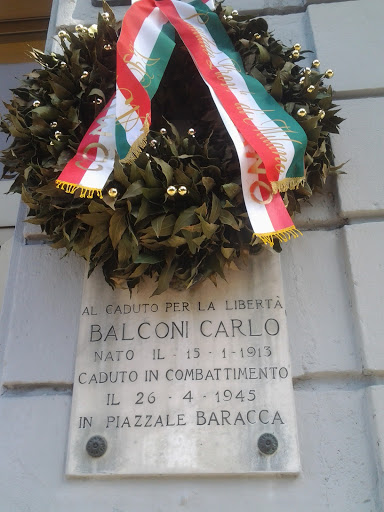 AL CADUTO PER LA LIBERTÀ
BALCONI CARLO
NATO IL - 15 - 1 - 1913
CADUTO IN COMBATTIMENTO
IL 26 - 4 - 1945
IN PIAZZALE BARACCA